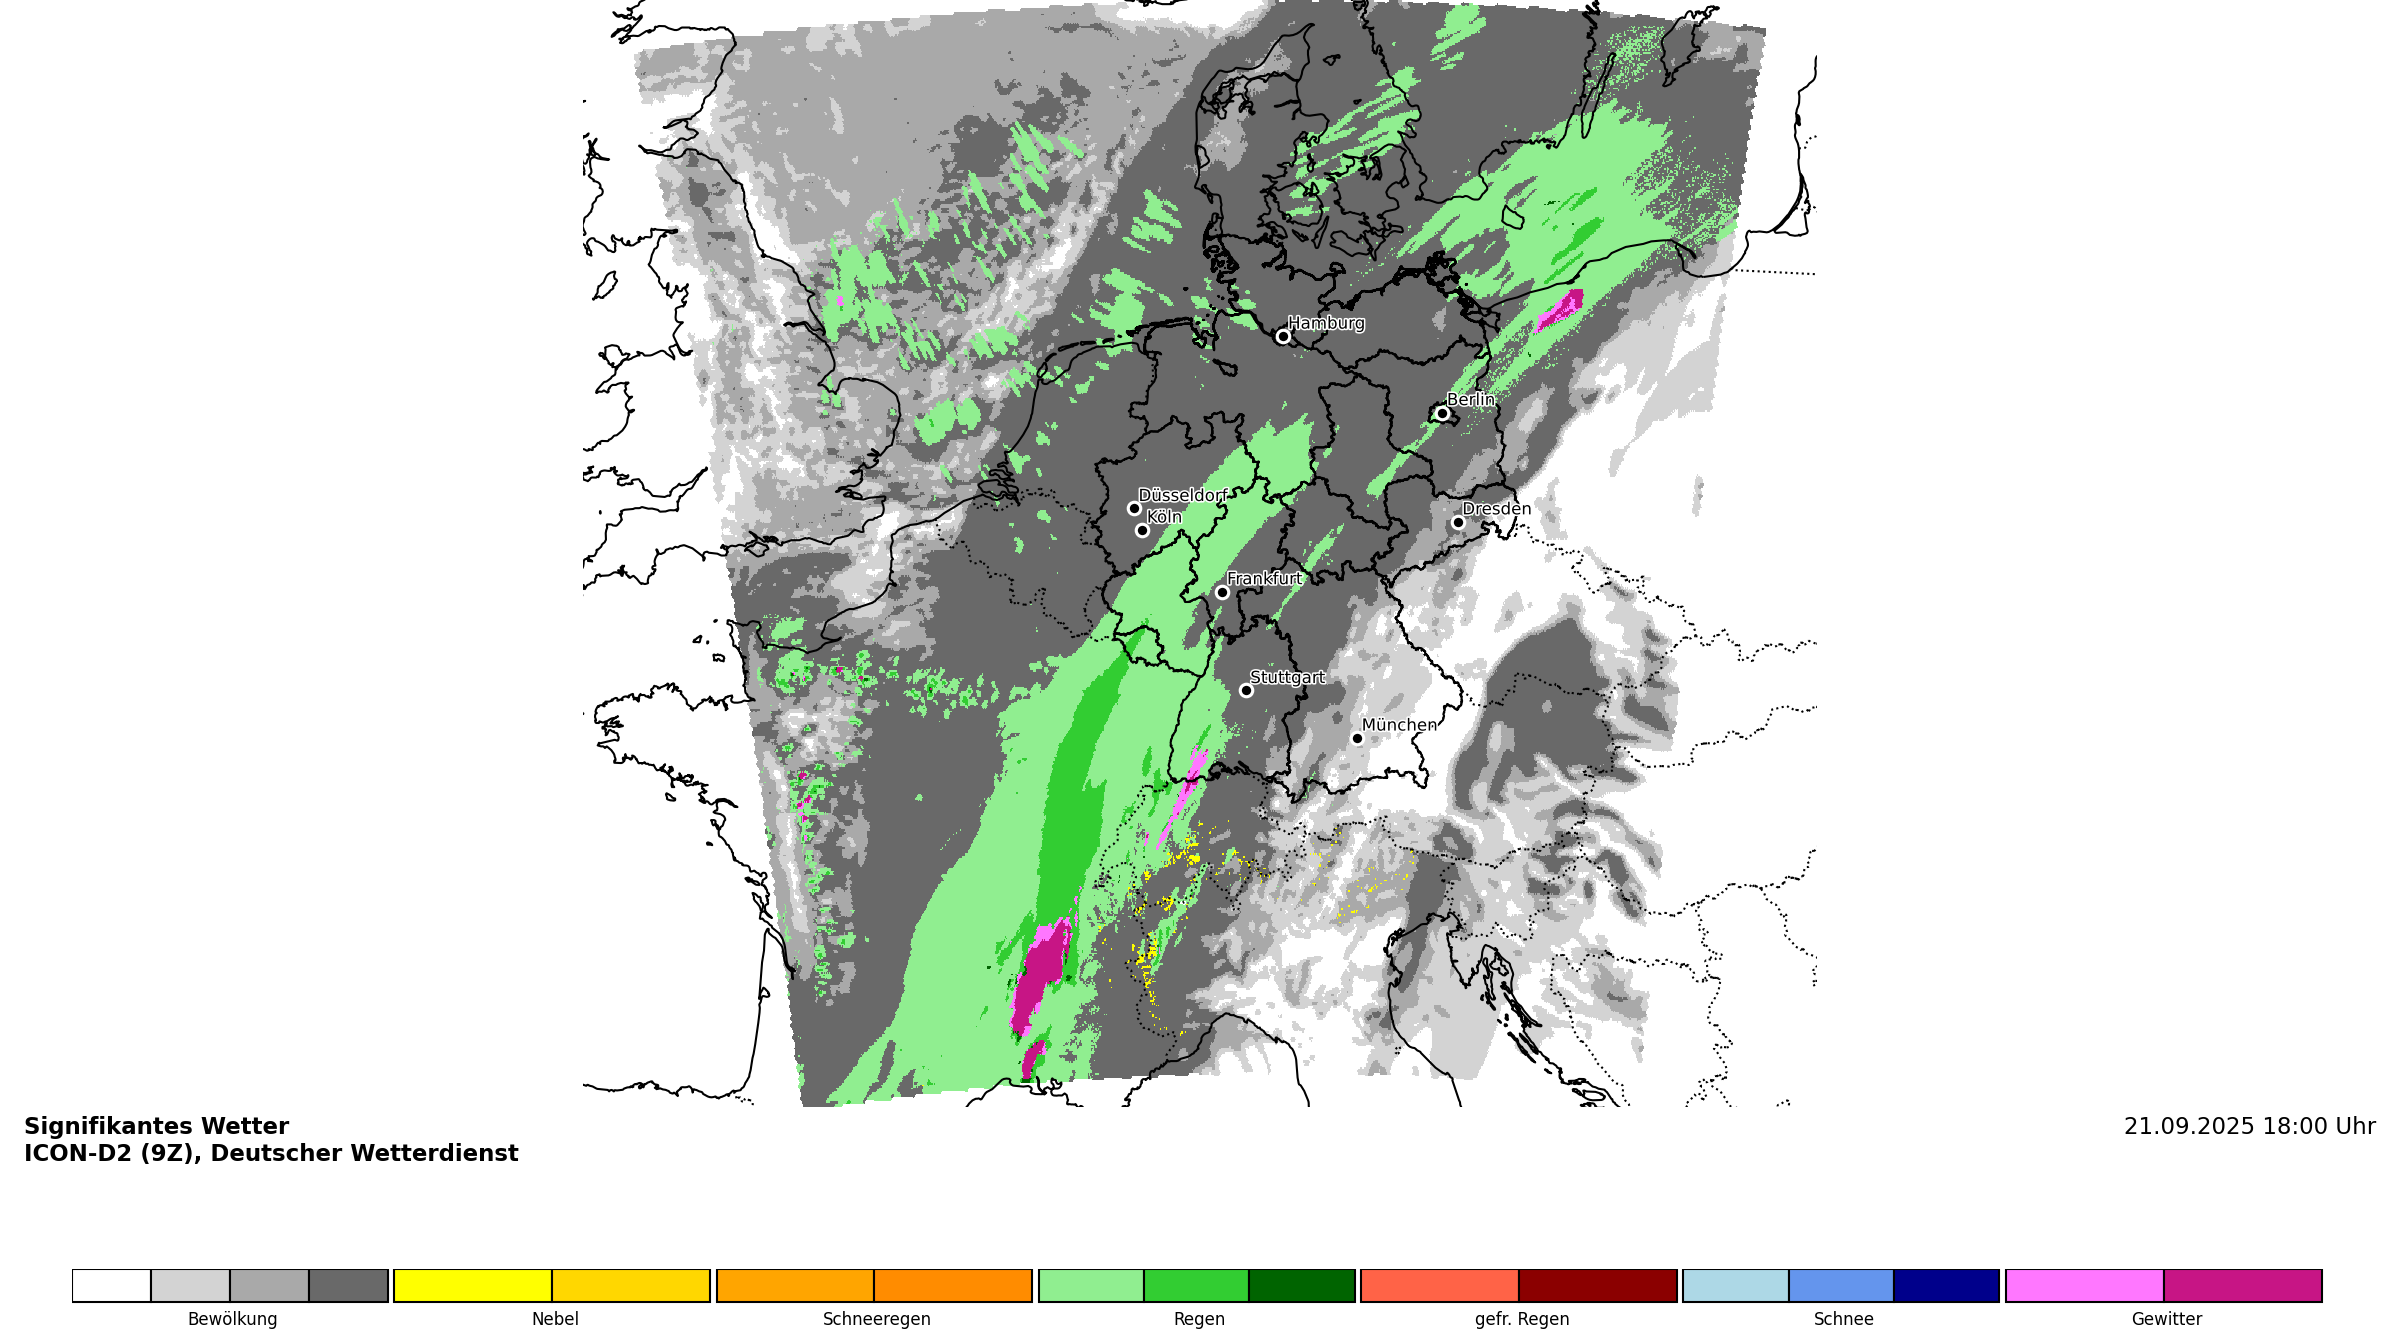 Hamburg
Berlin
Düsseldorf
Köln
Dresden
Frankfurt
Stuttgart
München
Signifikantes Wetter
ICON-D2 (9Z), Deutscher Wetterdienst
21.09.2025 18:00 Uhr
Bewölkung
Nebel
Schneeregen
Regen
gefr. Regen
Schnee
Gewitter